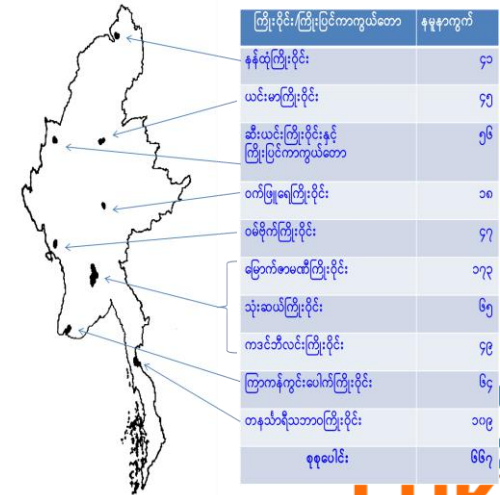 ကြိုးဝိုင်း/ကြိုးပြင်ကာကွယ်တော နမူနာကွက်
နန်ထုံကြိုးဝိုင်း ၄၁
ယင်းမာကြိုးဝိုင်း ၄၅
ဆီးယင်းကြိုးဝိုင်းနှင့် ၅၆
ကြိုးပြင်ကာကွယ်တော
ဝက်ဖြူရေကြိုးဝိုင်း ၁၈
ဝမ်ဗိုက်ကြိုးဝိုင်း ၄၇
မြောက်ဇာမဏီကြိုးဝိုင်း ၁၇၃
သုံးဆယ်ကြိုးဝိုင်း ၆၅
ကဒင်ဘီလင်းကြိုးဝိုင်း ၄၉
ကြာကန်ကွင်းပေါက်ကြိုးဝိုင်း ၆၄
တနင်္သာရီသဘာဝကြိုးဝိုင်း ၁၀၉
စုစုပေါင်း ၆၆၇